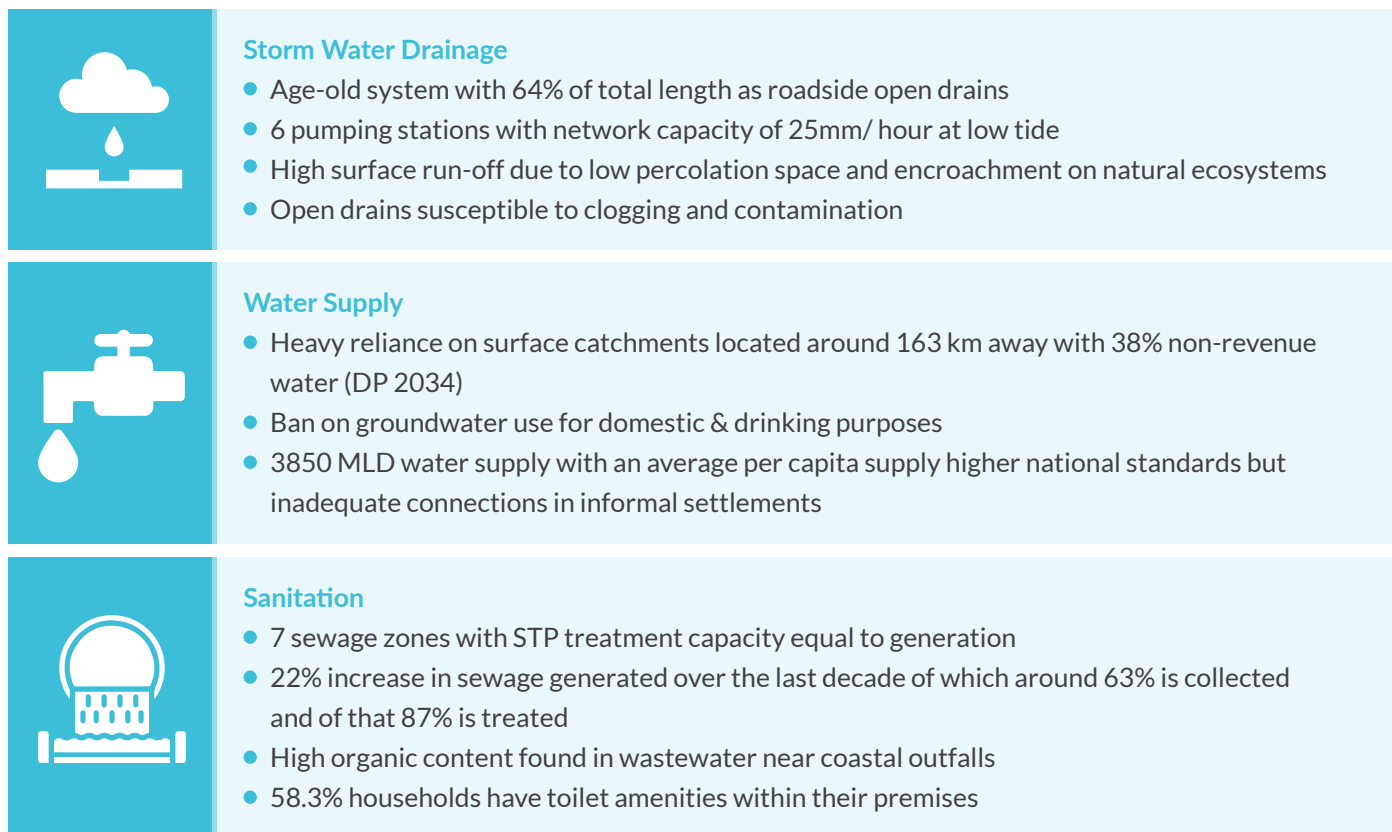 Storm Water Drainage
● Age-old system with 64% of total length as roadside open drains
● 6 pumping stations with network capacity of 25mm/ hour at low tide
● High surface run-off due to low percolation space and encroachment on natural ecosystems
● Open drains susceptible to clogging and contamination
Water Supply
● Heavy reliance on surface catchments located around 163 km away with 38% non-revenue
water (DP 2034)
● Ban on groundwater use for domestic & drinking purposes
● 3850 MLD water supply with an average per capita supply higher national standards but
inadequate connections in informal settlements
Sanitation
● 7 sewage zones with STP treatment capacity equal to generation
● 22% increase in sewage generated over the last decade of which around 63% is collected
and of that 87% is treated
● High organic content found in wastewater near coastal outfalls
● 58.3% households have toilet amenities within their premises